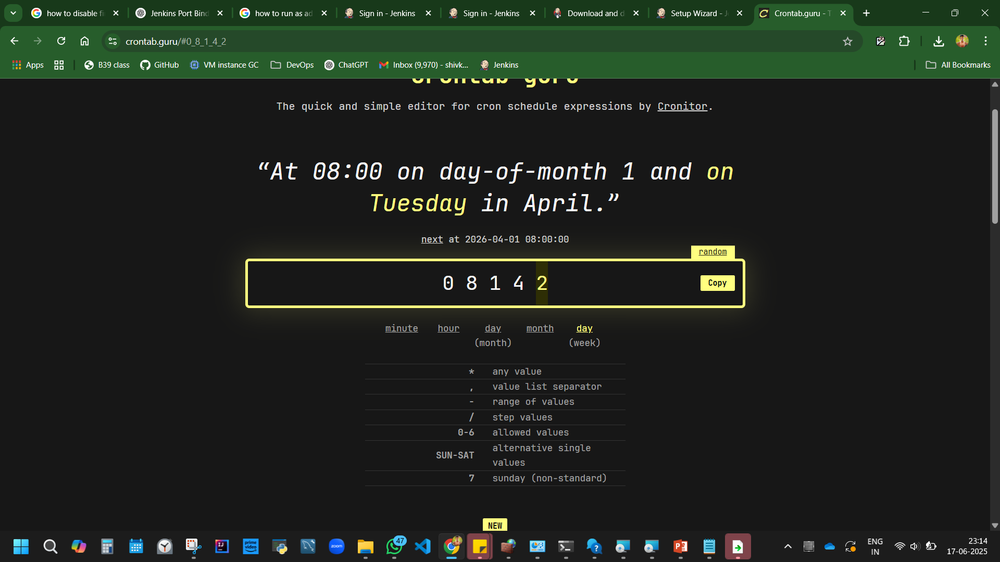 how to disable fi
Jenkins Port Bind
how to run as ad
Sign in - Jenkins
Sign in - Jenkins
Download and d
Setup Wizard - J
Crontab.guru - T
crontab.guru/#0_8_1_4_2
Apps
B39 class
GitHub
VM instance GC
DevOps
ChatGPT
Inbox (9,970) - shivk...
Jenkins
All Bookmarks
crontab guru
The quick and simple editor for cron schedule expressions by Cronitor.
“At 08:00 on day-of-month 1 and on
Tuesday in April.”
next at 2026-04-01 08:00:00
random
0 8 1 4 2
Copy
minute hour day month day
(month) (week)
* any value
, value list separator
- range of values
/ step values
0-6 allowed values
SUN-SAT alternative single
values
7 sunday (non-standard)
NEW
IJ
prime
video
zoom
47
P
ENG
IN
23:14
17-06-2025